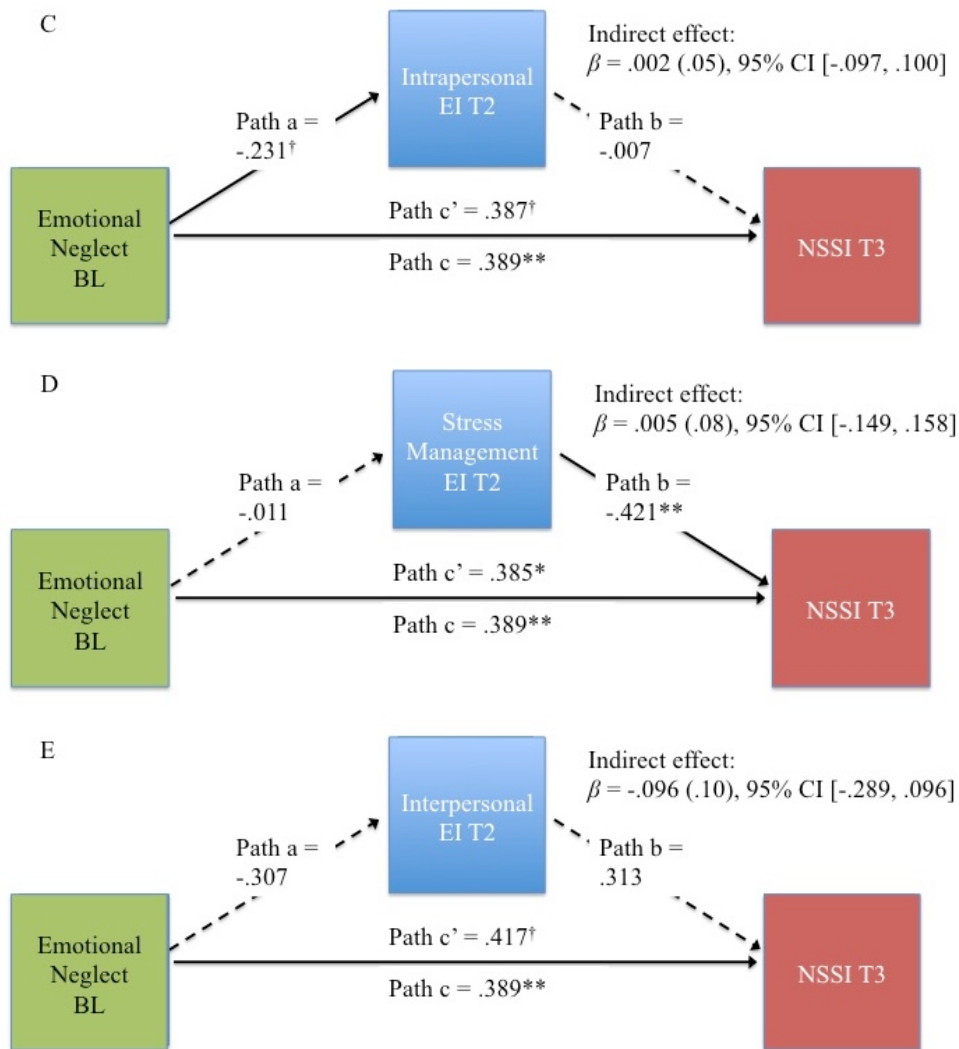 C
Indirect effect:
β = .002 (.05), 95% CI [-.097, .100]
Intrapersonal
EI T2
Path a =
-.231†
Path b =
-.007
Emotional
Neglect
BL
Path c’ = .387†
Path c = .389**
NSSI T3
D
Indirect effect:
β = .005 (.08), 95% CI [-.149, .158]
Stress
Management
EI T2
Path a =
-.011
Path b =
-.421**
Emotional
Neglect
BL
Path c’ = .385*
Path c = .389**
NSSI T3
E
Indirect effect:
β = -.096 (.10), 95% CI [-.289, .096]
Interpersonal
EI T2
Path a =
-.307
Path b =
.313
Emotional
Neglect
BL
Path c’ = .417†
Path c = .389**
NSSI T3